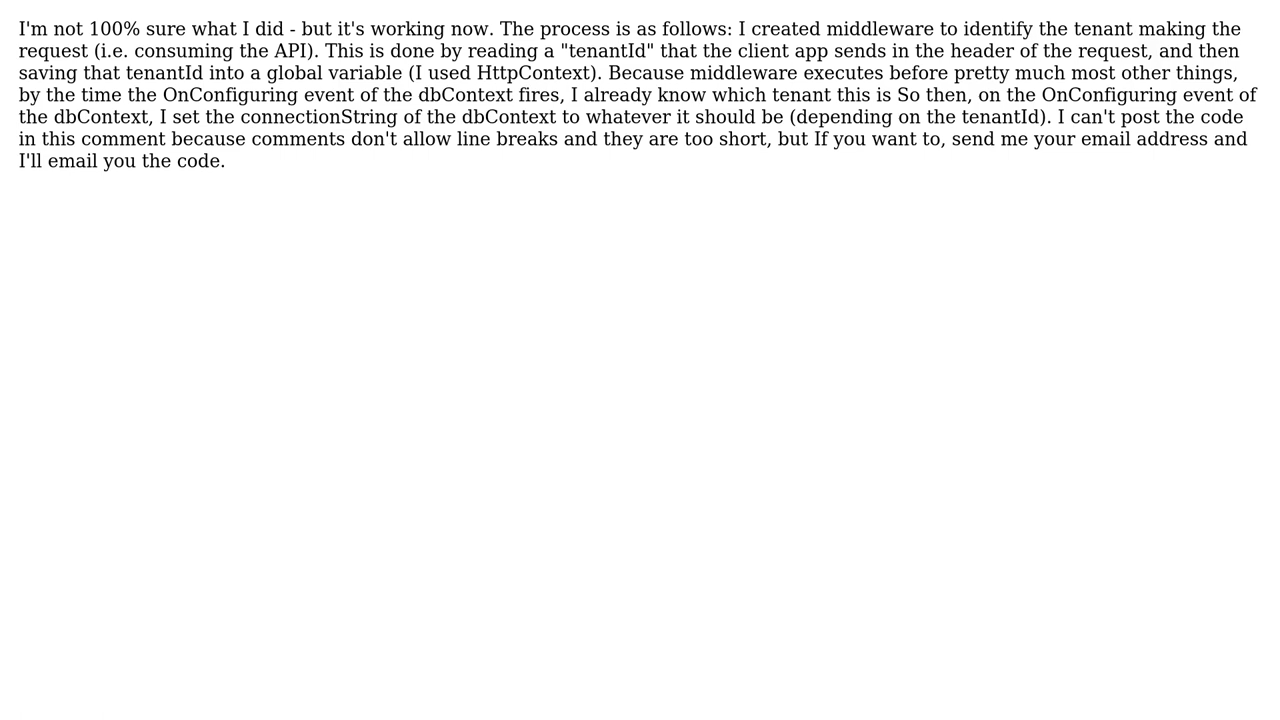 I'm not 100% sure what I did - but it's working now. The process is as follows: I created middleware to identify the tenant making the
request (i.e. consuming the API). This is done by reading a "tenantId" that the client app sends in the header of the request, and then
saving that tenantId into a global variable (I used HttpContext). Because middleware executes before pretty much most other things,
by the time the OnConfiguring event of the dbContext fires, I already know which tenant this is So then, on the OnConfiguring event of
the dbContext, I set the connectionString of the dbContext to whatever it should be (depending on the tenantId). I can't post the code
in this comment because comments don't allow line breaks and they are too short, but If you want to, send me your email address and
I'll email you the code.